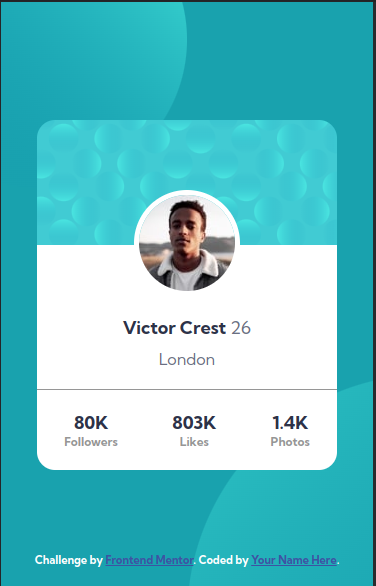 Victor Crest 26
London
80K 803K 1.4K
Followers Likes Photos
Challenge by Frontend Mentor. Coded by Your Name Here.